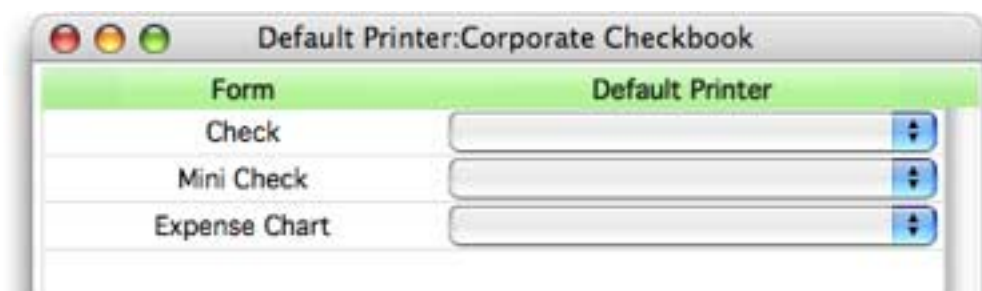 Default Printer:Corporate Checkbook
Form Default Printer
Check
Mini Check
Expense Chart